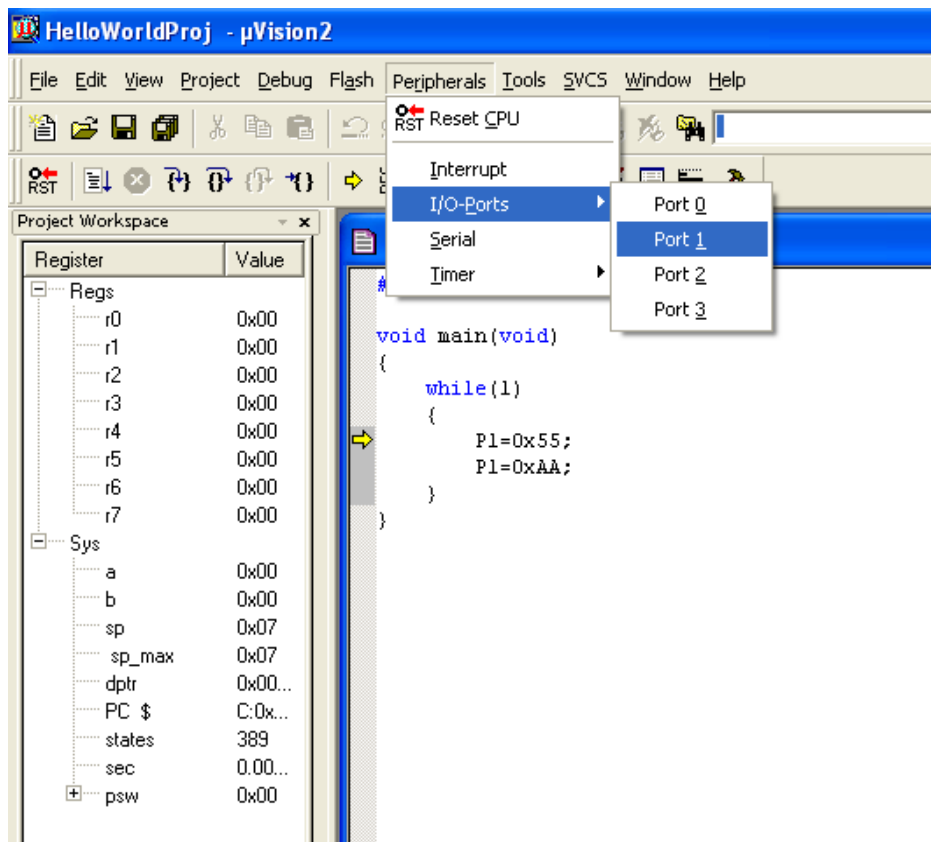 HelloWorldProj - µVision2
File Edit View Project Debug Flash Peripherals Tools SVCS Window Help
RST Reset CPU
RST
Interrupt
I/O-Ports
Serial
Timer
Port 0
Port 1
Port 2
Port 3
Project Workspace
Register Value
Regs
r0 0x00
r1 0x00
r2 0x00
r3 0x00
r4 0x00
r5 0x00
r6 0x00
r7 0x00
Sys
a 0x00
b 0x00
sp 0x07
sp_max 0x07
dptr 0x00...
PC $ C:0x...
states 389
sec 0.00...
psw 0x00
#
void main(void)
{
while(1)
{
P1=0x55;
P1=0xAA;
}
}